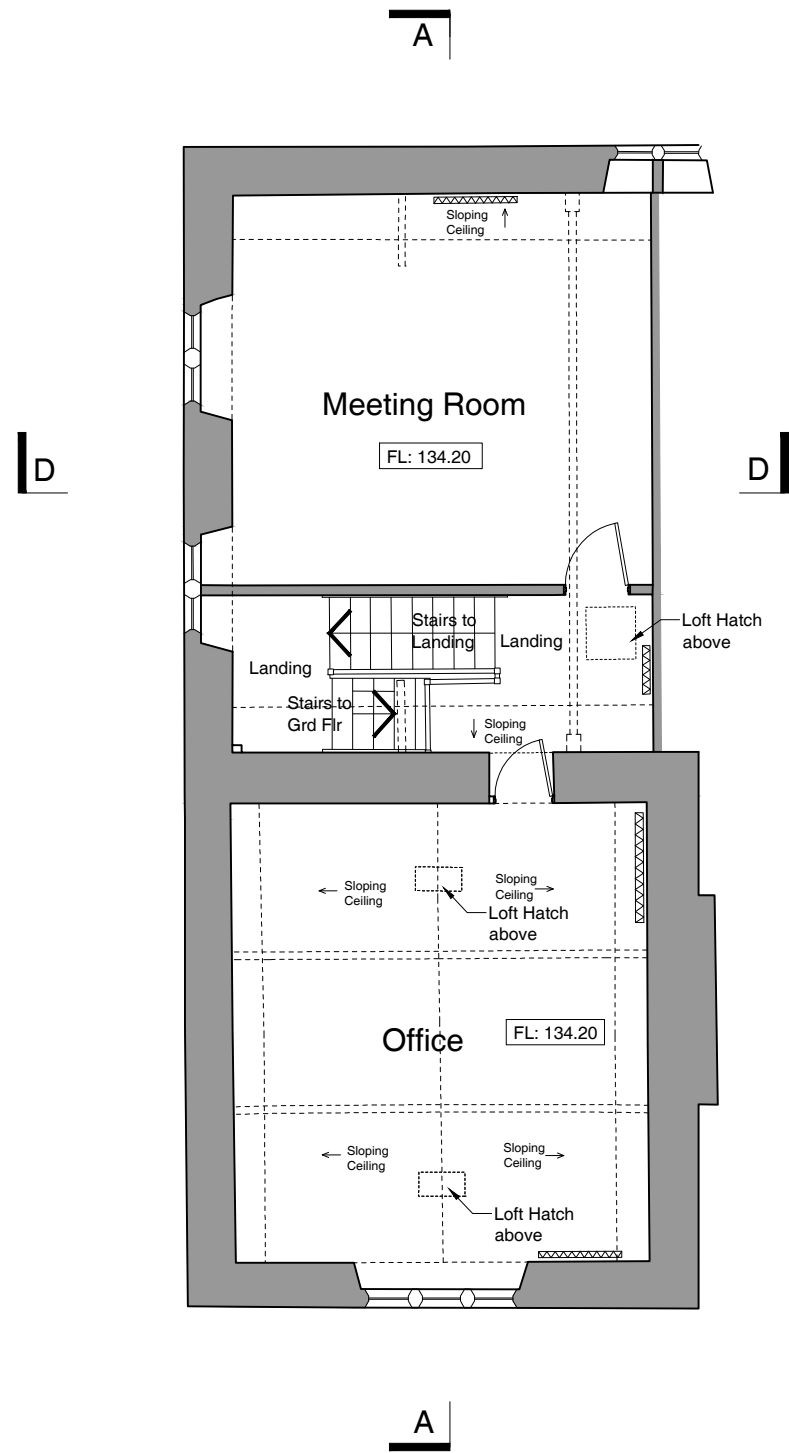 A
Sloping
Ceiling
Meeting Room
FL: 134.20
D
D
Stairs to
Landing
Landing
Loft Hatch
above
Landing
Stairs to
Grd Flr
Sloping
Ceiling
Sloping
Ceiling
Sloping
Ceiling
Loft Hatch
above
Office
FL: 134.20
Sloping
Ceiling
Sloping
Ceiling
Loft Hatch
above
A